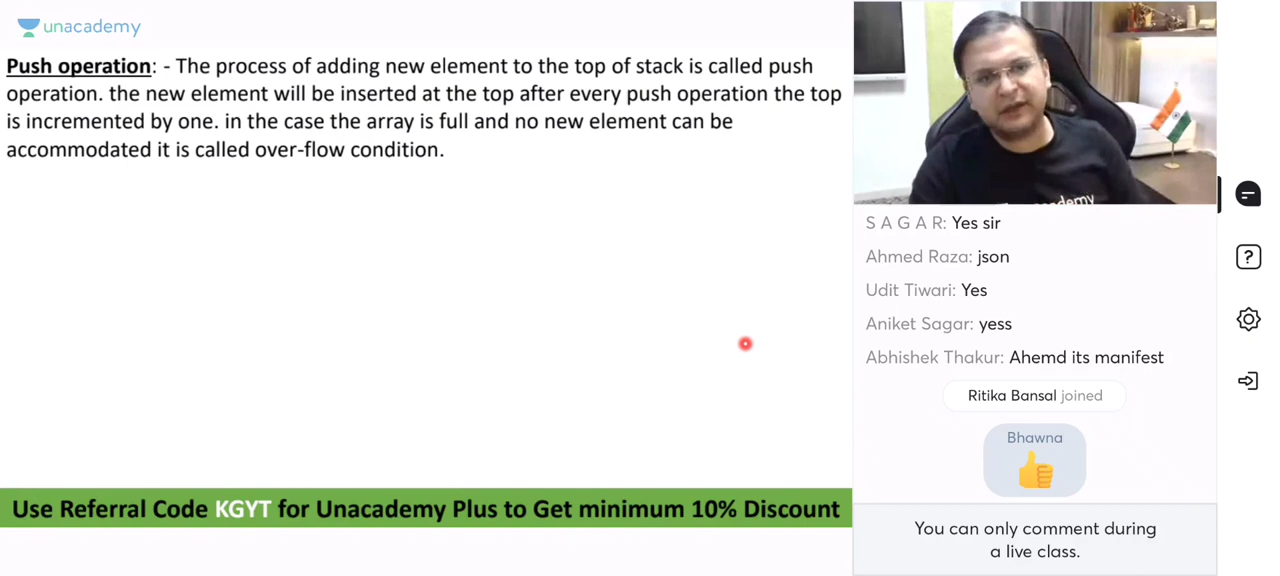 unacademy
Push operation: - The process of adding new element to the top of stack is called push
operation. the new element will be inserted at the top after every push operation the top
is incremented by one. in the case the array is full and no new element can be
accommodated it is called over-flow condition.
Use Referral Code KGYT for Unacademy Plus to Get minimum 10% Discount
S A G A R: Yes sir
Ahmed Raza: json
Udit Tiwari: Yes
Aniket Sagar: yess
Abhishek Thakur: Ahemd its manifest
Ritika Bansal joined
Bhawna
You can only comment during
a live class.
?